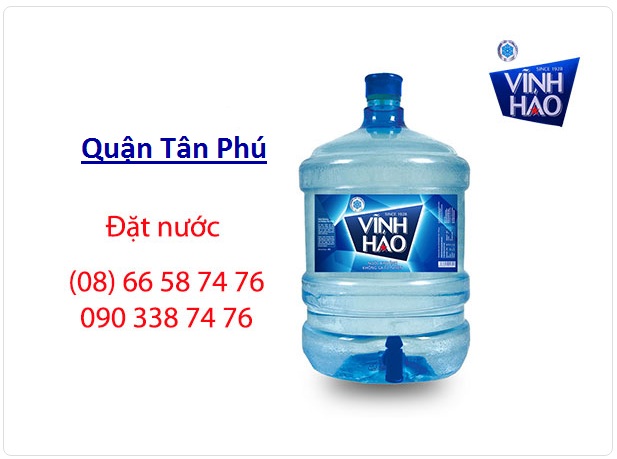 SINCE 1928
VĨNH
HẢO
Quận Tân Phú
SINCE 1928
VĨNH
HẢO
Đặt nước
(08) 66 58 74 76
090 338 74 76